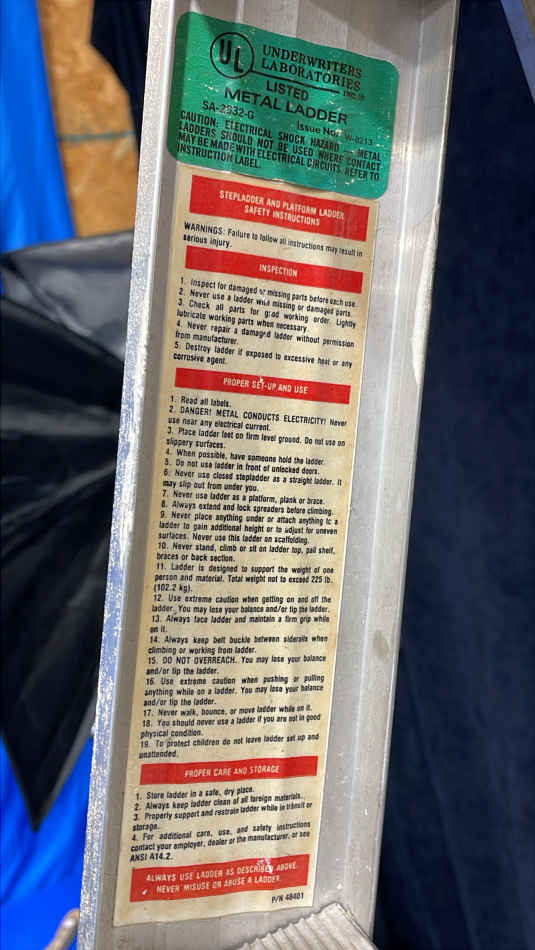 UL
UNDERWRITERS
LABORATORIES
INC.®
LISTED
METAL LADDER
SA-2932-G
Issue No. W-6213
CAUTION: ELECTRICAL SHOCK HAZARD — METAL
LADDERS SHOULD NOT BE USED WHERE CONTACT
MAY BE MADE WITH ELECTRICAL CIRCUITS. REFER TO
INSTRUCTION LABEL.
STEPLADDER AND PLATFORM LADDER
SAFETY INSTRUCTIONS
WARNINGS: Failure to follow all instructions may result in
serious injury.
INSPECTION
1. Inspect for damaged or missing parts before each use.
2. Never use a ladder with missing or damaged parts.
3. Check all parts for good working order. Lightly
lubricate working parts when necessary.
4. Never repair a damaged ladder without permission
from manufacturer.
5. Destroy ladder if exposed to excessive heat or any
corrosive agent.
PROPER SET-UP AND USE
1. Read all labels.
2. DANGER! METAL CONDUCTS ELECTRICITY! Never
use near any electrical current.
3. Place ladder feet on firm level ground. Do not use on
slippery surfaces.
4. When possible, have someone hold the ladder.
5. Do not use ladder in front of unlocked doors.
6. Never use closed stepladder as a straight ladder. It
may slip out from under you.
7. Never use ladder as a platform, plank or brace.
8. Always extend and lock spreaders before climbing.
9. Never place anything under or attach anything to a
ladder to gain additional height or to adjust for uneven
surfaces. Never use this ladder on scaffolding.
10. Never stand, climb or sit on ladder top, pail shelf,
braces or back section.
11. Ladder is designed to support the weight of one
person and material. Total weight not to exceed 225 lb.
(102.2 kg).
12. Use extreme caution when getting on and off the
ladder. You may lose your balance and/or tip the ladder.
13. Always face ladder and maintain a firm grip while
on it.
14. Always keep belt buckle between siderails when
climbing or working from ladder.
15. DO NOT OVERREACH. You may lose your balance
and/or tip the ladder.
16. Use extreme caution when pushing or pulling
anything while on a ladder. You may lose your balance
and/or tip the ladder.
17. Never walk, bounce, or move ladder while on it.
18. You should never use a ladder if you are not in good
physical condition.
19. To protect children do not leave ladder set up and
unattended.
PROPER CARE AND STORAGE
1. Store ladder in a safe, dry place.
2. Always keep ladder clean of all foreign materials.
3. Properly support and restrain ladder while in transit or
storage.
4. For additional care, use, and safety instructions
contact your employer, dealer or the manufacturer, or see
ANSI A14.2.
ALWAYS USE LADDER AS DESCRIBED ABOVE.
NEVER MISUSE OR ABUSE A LADDER.
P/N 48401